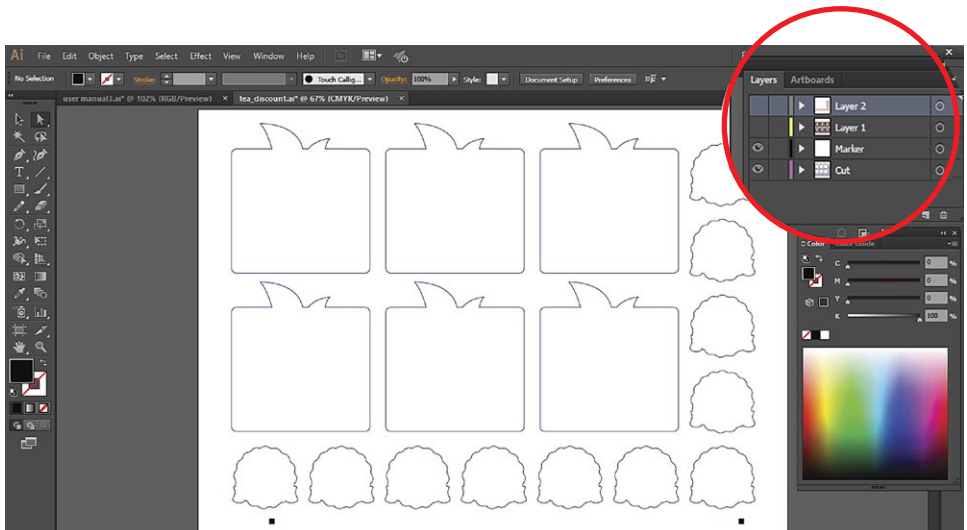 Ai File Edit Object Type Select Effect View Window Help
No Selection Stroke: Touch Callig... Opacity: 100% Style: Document Setup Preferences
user manual3.ai* @ 102% (RGB/Preview) × tea_discount.ai* @ 67% (CMYK/Preview) ×
Layers Artboards
Layer 2
Layer 1
Marker
Cut
Color Color Guide
C 0 %
M 0 %
Y 0 %
K 100 %